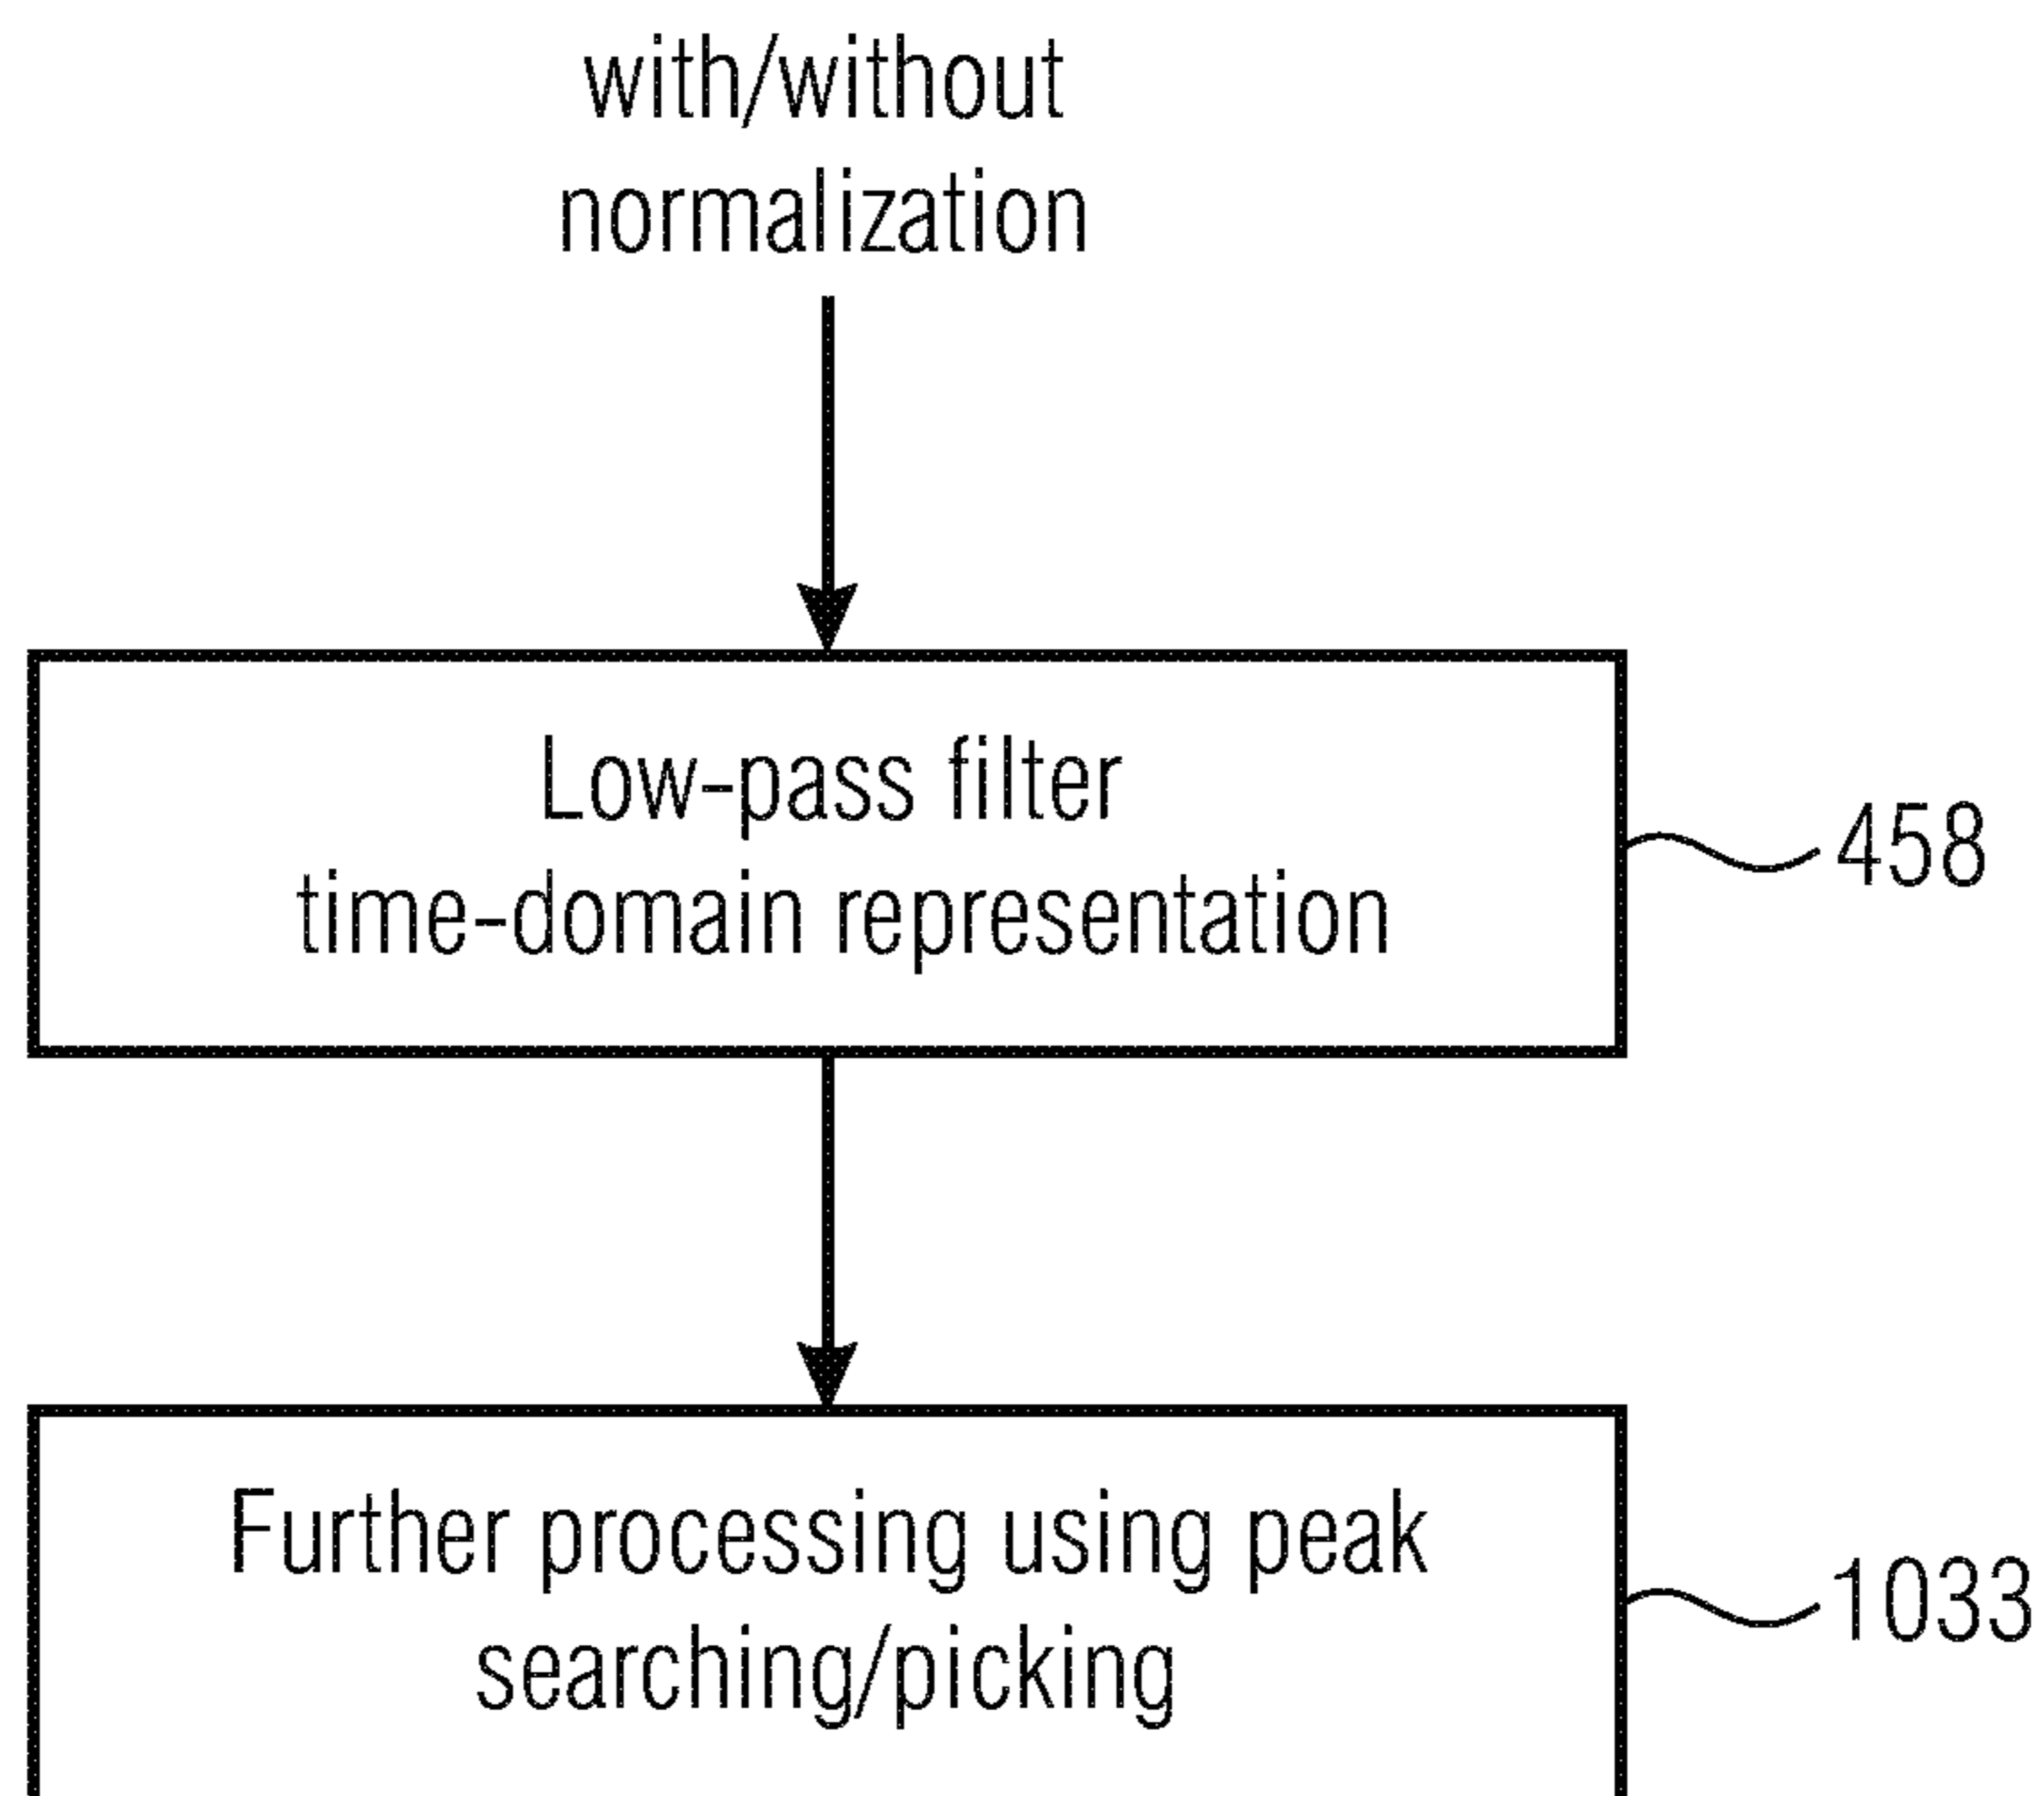 with/without
normalization
Low-pass filter
time-domain representation
458
Further processing using peak
searching/picking
1033